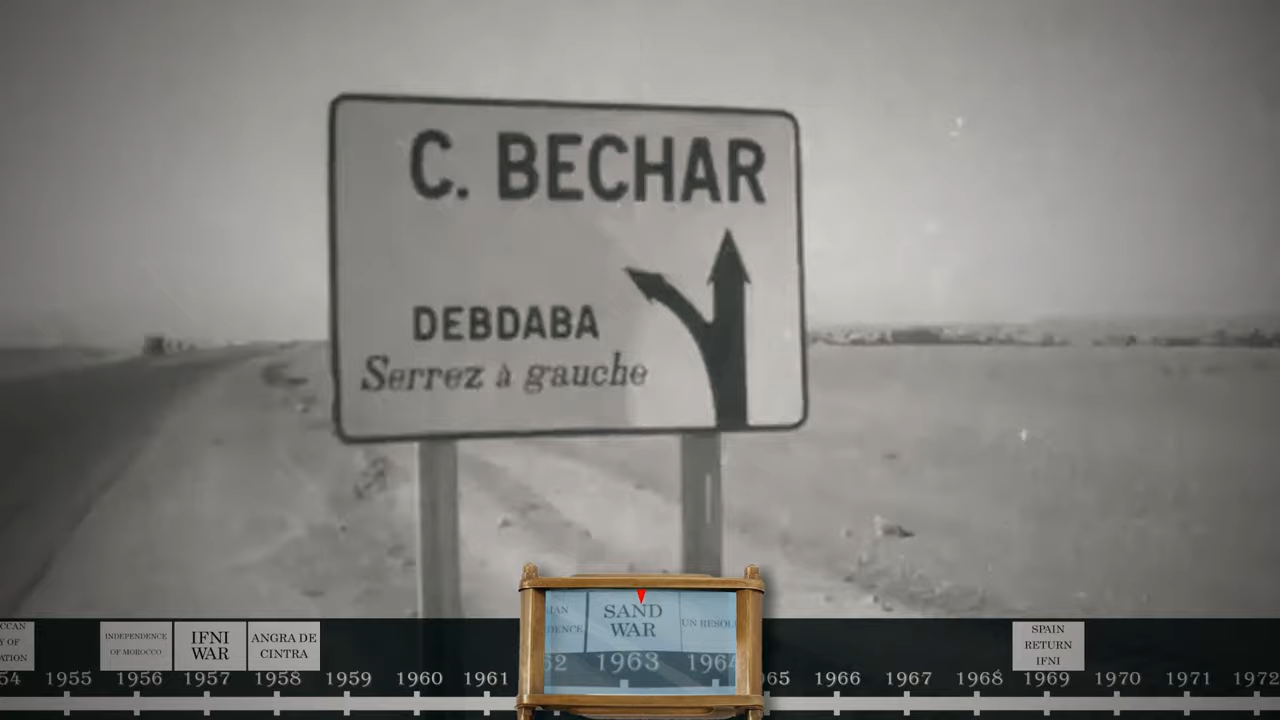 C. BECHAR
DEBDABA
Serrez à gauche
INDEPENDENCE
OF MOROCCO
IFNI
WAR
ANGRA DE
CINTRA
SAND
WAR
SPAIN
RETURN
IFNI
1955 1956 1957 1958 1959 1960 1961 1963 1966 1967 1968 1969 1970 1971 1972